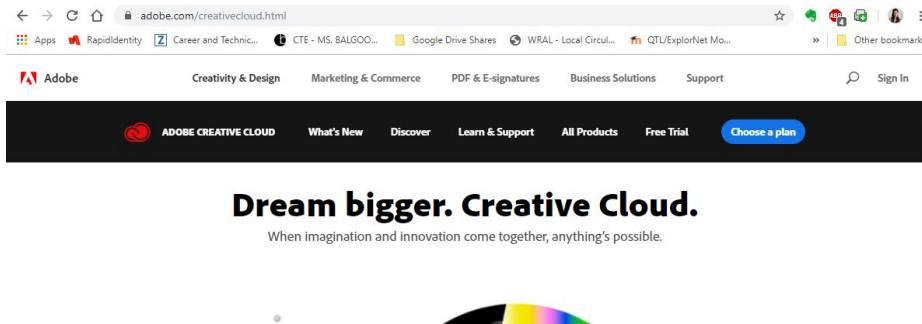 adobe.com/creativecloud.html
ABP 4
Apps RapidIdentity Z Career and Technic... CTE - MS. BALGOO... Google Drive Shares WRAL - Local Circul... QTL/ExplorNet Mo... » Other bookmark
Adobe Creativity & Design Marketing & Commerce PDF & E-signatures Business Solutions Support Sign In
ADOBE CREATIVE CLOUD What's New Discover Learn & Support All Products Free Trial Choose a plan
Dream bigger. Creative Cloud.
When imagination and innovation come together, anything's possible.